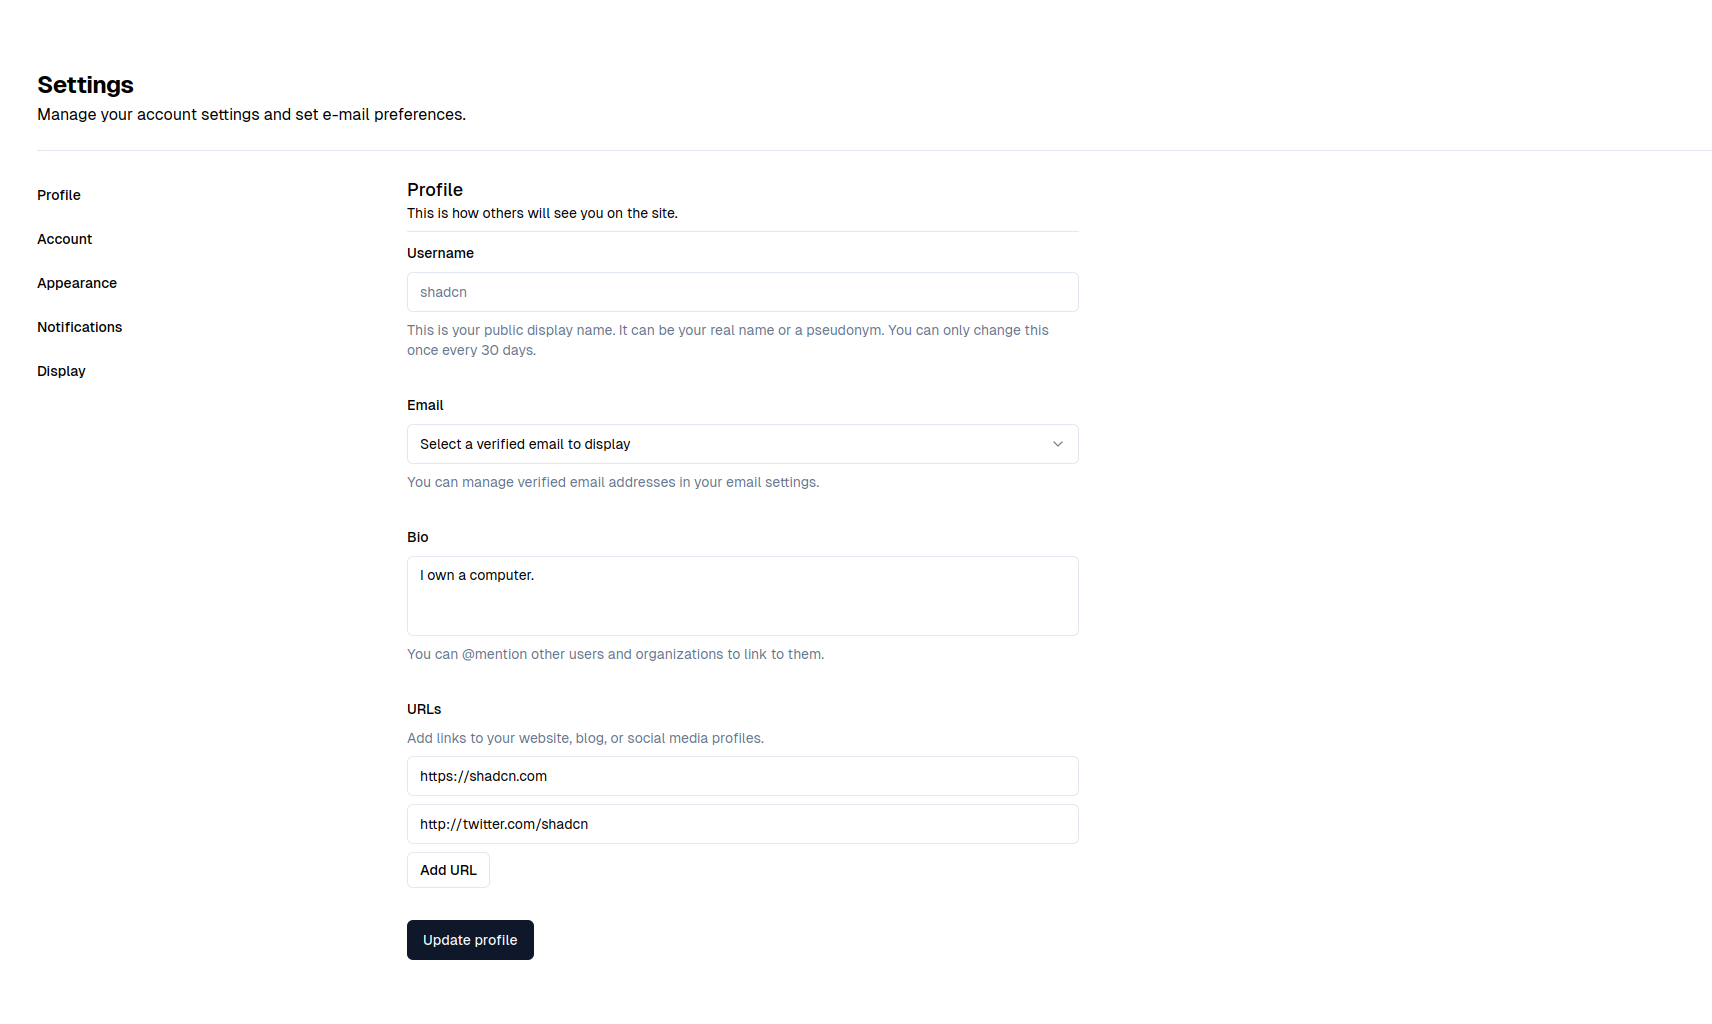 Settings
Manage your account settings and set e-mail preferences.
Profile
Account
Appearance
Notifications
Display
Profile
This is how others will see you on the site.
Username
shadcn
This is your public display name. It can be your real name or a pseudonym. You can only change this
once every 30 days.
Email
Select a verified email to display
You can manage verified email addresses in your email settings.
Bio
I own a computer.
You can @mention other users and organizations to link to them.
URLs
Add links to your website, blog, or social media profiles.
https://shadcn.com
http://twitter.com/shadcn
Add URL
Update profile